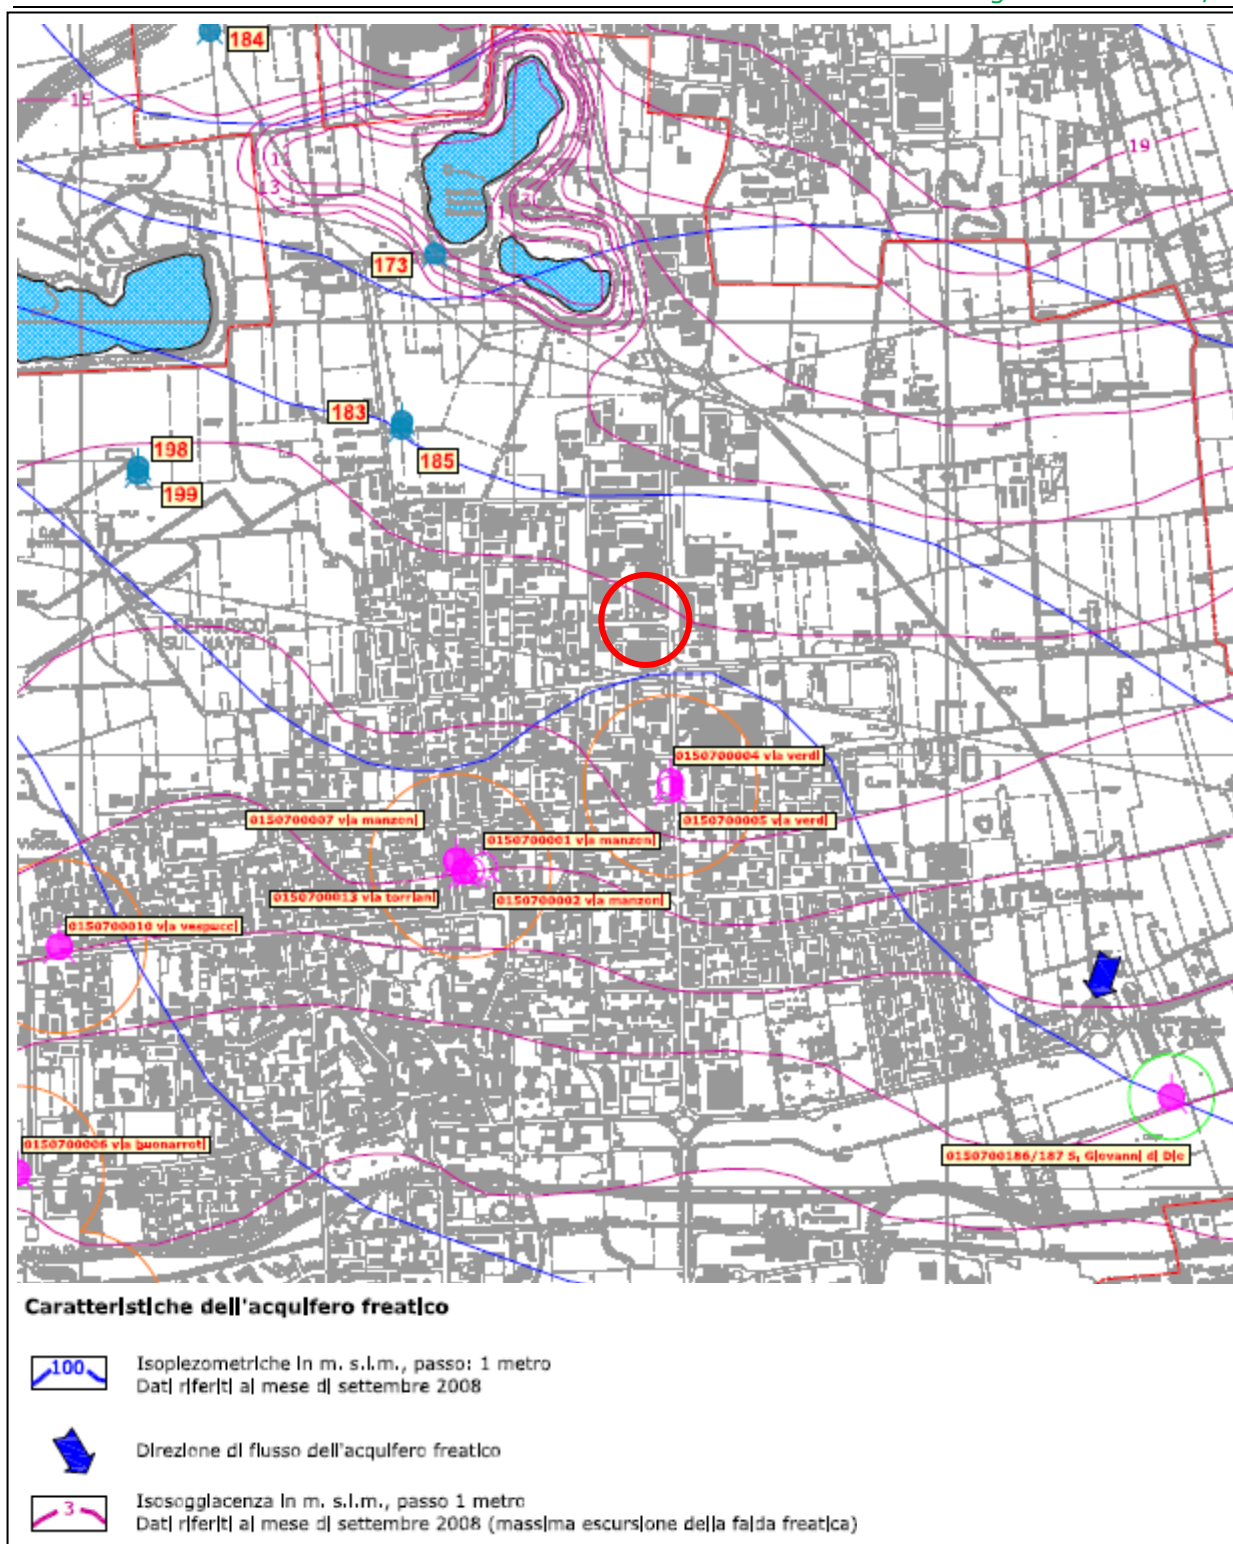 184
15
19
13
173
183
185
198
199
SUL NAVIGLIO
0150700004 via verdi
0150700005 via verdi
0150700007 via manzoni
0150700001 via manzoni
0150700013 via torriani
0150700002 via manzoni
0150700010 via vespucci
0150700006 via buonarroti
0150700186/187 S. Giovanni di Dio
Caratteristiche dell'acquifero freatico
100
Isopiezometriche in m. s.l.m., passo: 1 metro
Dati riferiti al mese di settembre 2008
Direzione di flusso dell'acquifero freatico
3
Isosoggiacenza in m. s.l.m., passo 1 metro
Dati riferiti al mese di settembre 2008 (massima escursione della falda freatica)